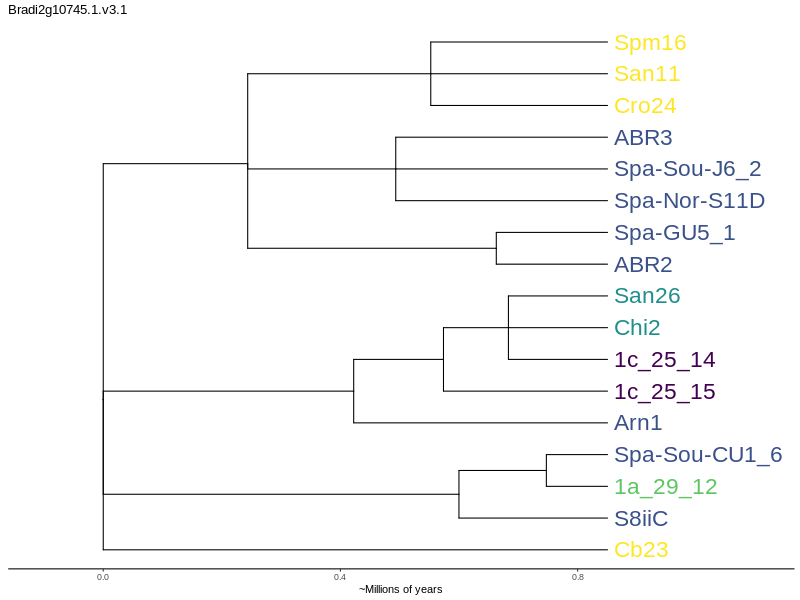 Bradi2g10745.1.v3.1
Spm16
San11
Cro24
ABR3
Spa-Sou-J6_2
Spa-Nor-S11D
Spa-GU5_1
ABR2
San26
Chi2
1c_25_14
1c_25_15
Arn1
Spa-Sou-CU1_6
1a_29_12
S8iiC
Cb23
0.0 0.4 0.8
~Millions of years